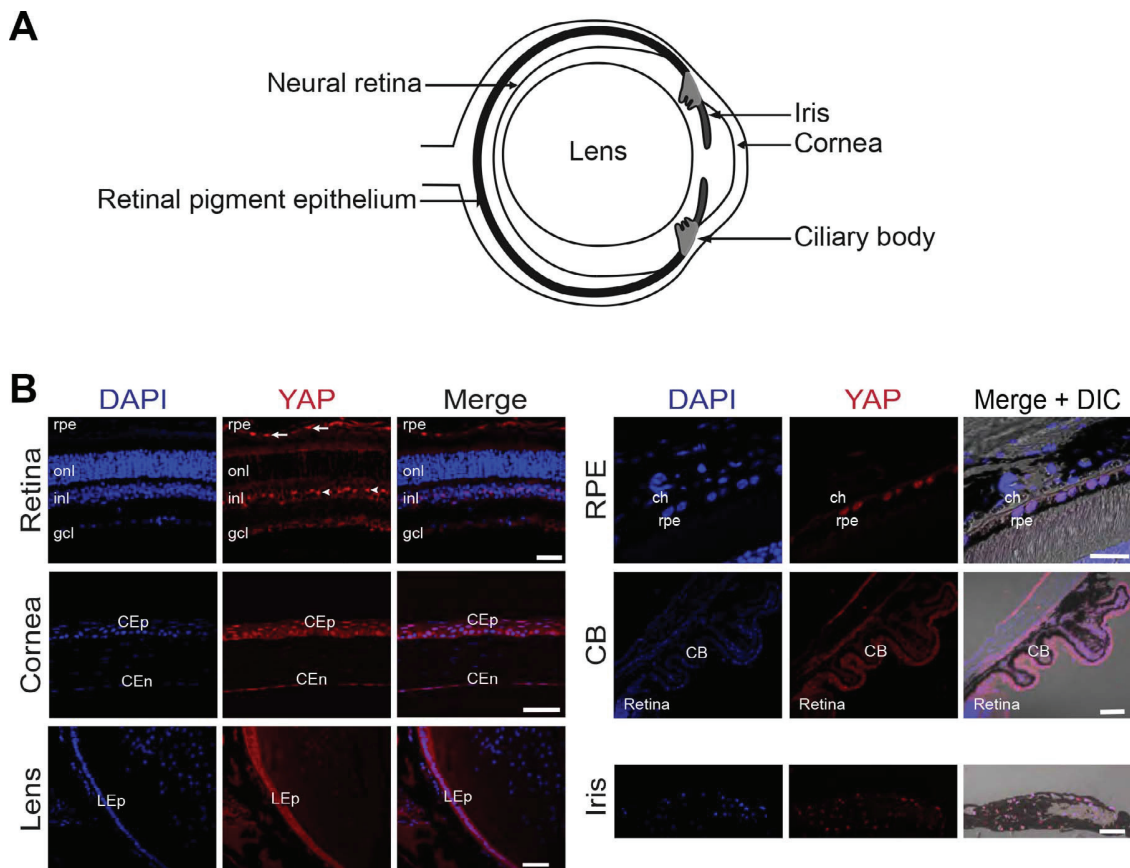 A
Neural retina
Iris
Lens
Cornea
Retinal pigment epithelium
Ciliary body
B
DAPI YAP Merge
Retina
rpe rpe rpe
onl onl onl
inl inl inl
gcl gcl gcl
Cornea
CEp CEp CEp
CEn CEn CEn
Lens
LEp LEp LEp
DAPI YAP Merge + DIC
RPE
ch ch ch
rpe rpe rpe
CB
CB CB CB
Retina Retina Retina
Iris